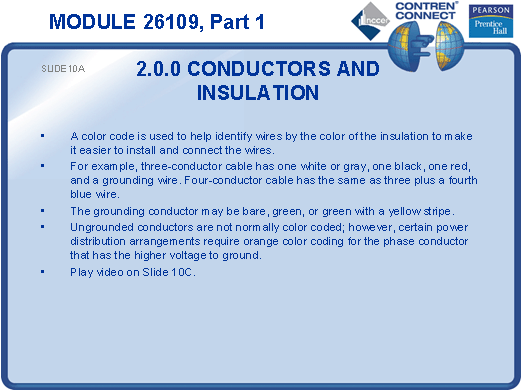 MODULE 26109, Part 1
nccer
CONTREN®
CONNECT
PEARSON
Prentice
Hall
SLIDE 10A
2.0.0 CONDUCTORS AND
INSULATION
• A color code is used to help identify wires by the color of the insulation to make
it easier to install and connect the wires.
• For example, three-conductor cable has one white or gray, one black, one red,
and a grounding wire. Four-conductor cable has the same as three plus a fourth
blue wire.
• The grounding conductor may be bare, green, or green with a yellow stripe.
• Ungrounded conductors are not normally color coded; however, certain power
distribution arrangements require orange color coding for the phase conductor
that has the higher voltage to ground.
• Play video on Slide 10C.